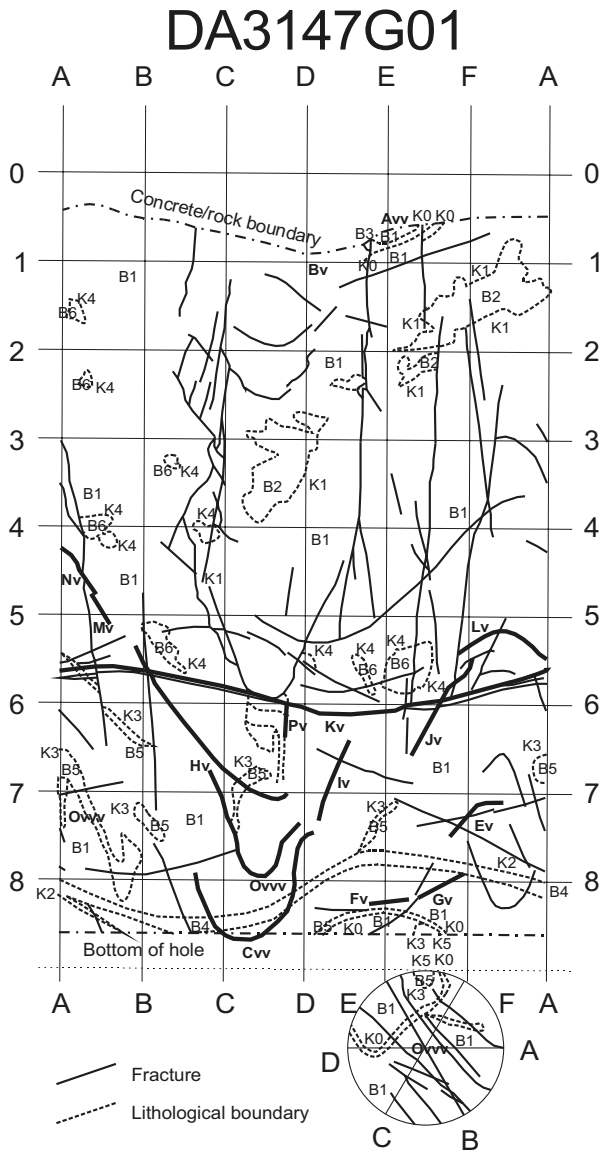 DA3147G01
A B C D E F A
0 0
Concrete/rock boundary
Avv K0 K0
B3 B1
K0 B1
Bv
1 1
B1
K1
K4
B6
B2
K1 K1
2 2
B1 B2
B6 K4
K1
3 3
B6 K4
B1
B2 K1
K4
K4
B6
B1
4 4
K4
B1
Nv
B1
K1
5 5
Mv
Lv
B6
K4
K4
K4
B6
K4
B6
K4
6 6
K3
Pv Kv
Jv
K3
B5
Hv
K3
B5
Iv
B1
K3
B5
7 7
Ovvv
K3
B5
B1
K3
B5
Ev
B1
K2
8 8
Ovvv
K2
B4
Fv Gv
B4
B5 K0 E1
B1
K0
Bottom of hole
Cvv
K3 K5
K5 K0
B5
K3
A B C D E F A
B1
K0
Ovvv
B1
D A
B1
C B
Fracture
Lithological boundary